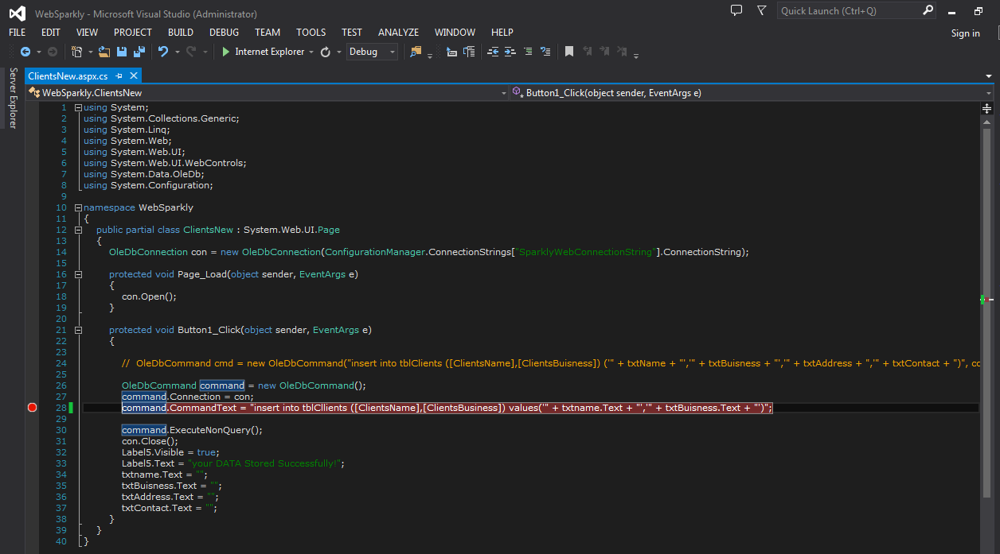 WebSparkly - Microsoft Visual Studio (Administrator)
Quick Launch (Ctrl+Q)
FILE EDIT VIEW PROJECT BUILD DEBUG TEAM TOOLS TEST ANALYZE WINDOW HELP
Sign in
Internet Explorer
Debug
Server Explorer
ClientsNew.aspx.cs
WebSparkly.ClientsNew
Button1_Click(object sender, EventArgs e)
1 using System;
2 using System.Collections.Generic;
3 using System.Linq;
4 using System.Web;
5 using System.Web.UI;
6 using System.Web.UI.WebControls;
7 using System.Data.OleDb;
8 using System.Configuration;
9
10 namespace WebSparkly
11 {
12 public partial class ClientsNew : System.Web.UI.Page
13 {
14 OleDbConnection con = new OleDbConnection(ConfigurationManager.ConnectionStrings["SparklyWebConnectionString"].ConnectionString);
15
16 protected void Page_Load(object sender, EventArgs e)
17 {
18 con.Open();
19 }
20
21 protected void Button1_Click(object sender, EventArgs e)
22 {
23
24 // OleDbCommand cmd = new OleDbCommand("insert into tblClients ([ClientsName],[ClientsBuisness]) ('" + txtName + "','" + txtBuisness + "','" + txtAddress + ",'" + txtContact + ")", co
25
26 OleDbCommand command = new OleDbCommand();
27 command.Connection = con;
28 command.CommandText = "insert into tblCllients ([ClientsName],[ClientsBusiness]) values('" + txtname.Text + "','" + txtBuisness.Text + "')";
29
30 command.ExecuteNonQuery();
31 con.Close();
32 Label5.Visible = true;
33 Label5.Text = "your DATA Stored Successfully!";
34 txtname.Text = "";
35 txtBuisness.Text = "";
36 txtAddress.Text = "";
37 txtContact.Text = "";
38 }
39 }
40 }